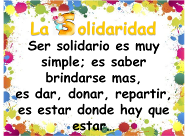 La Solidaridad
Ser solidario es muy
simple; es saber
brindarse mas,
es dar, donar, repartir,
es estar donde hay que
estar...